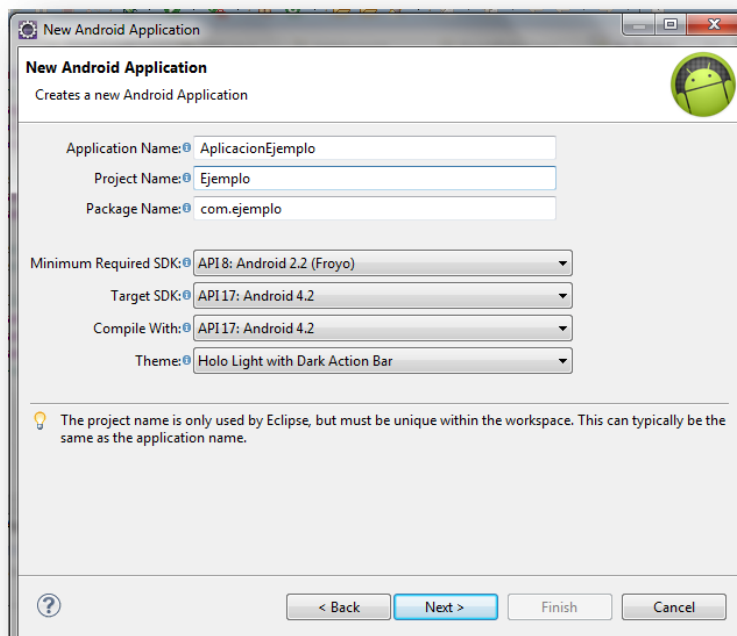 New Android Application
New Android Application
Creates a new Android Application
Application Name: AplicacionEjemplo
Project Name: Ejemplo
Package Name: com.ejemplo
Minimum Required SDK: API 8: Android 2.2 (Froyo)
Target SDK: API 17: Android 4.2
Compile With: API 17: Android 4.2
Theme: Holo Light with Dark Action Bar
The project name is only used by Eclipse, but must be unique within the workspace. This can typically be the
same as the application name.
< Back Next > Finish Cancel